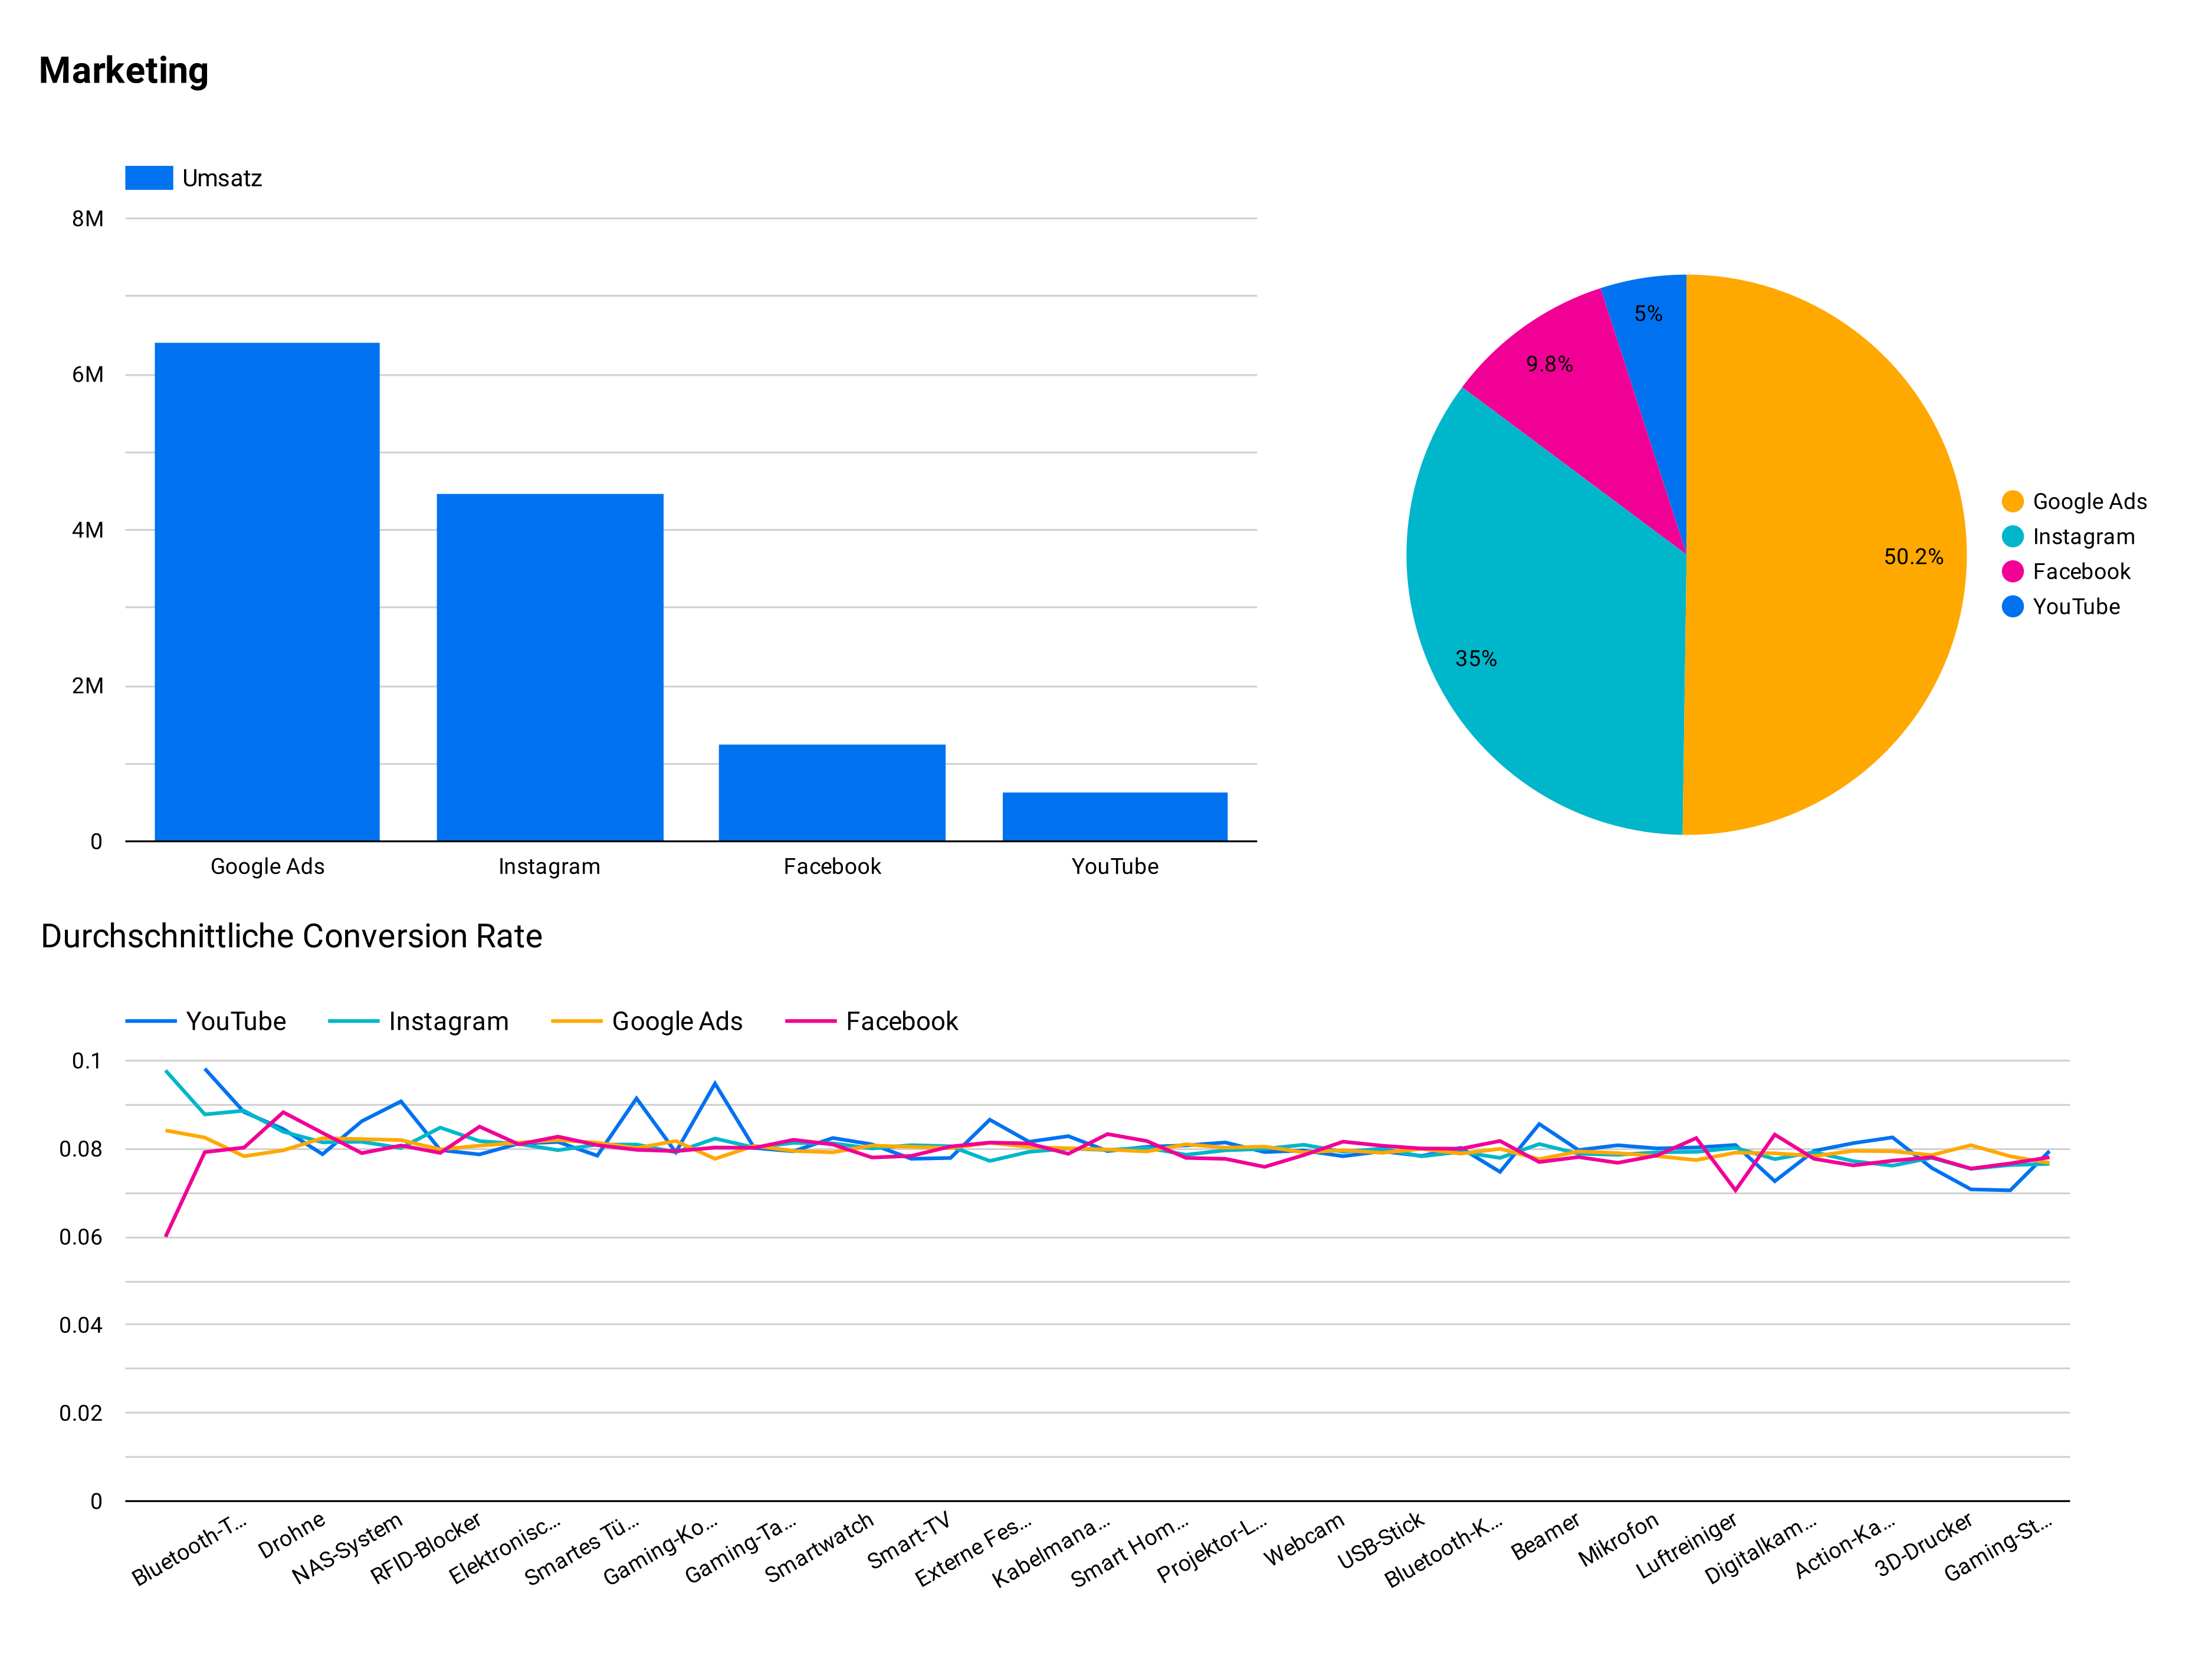 Marketing
Umsatz
8M
6M
4M
2M
0
Google Ads
Instagram
Facebook
YouTube
5%
9.8%
50.2%
35%
Google Ads
Instagram
Facebook
YouTube
Durchschnittliche Conversion Rate
YouTube
Instagram
Google Ads
Facebook
0.1
0.08
0.06
0.04
0.02
0
Bluetooth-T...
Drohne
NAS-System
RFID-Blocker
Elektronisc...
Smartes Tü...
Gaming-Ko...
Gaming-Ta...
Smartwatch
Smart-TV
Externe Fes...
Kabelmana...
Smart Hom...
Projektor-L...
Webcam
USB-Stick
Bluetooth-K...
Beamer
Mikrofon
Luftreiniger
Digitalkam...
Action-Ka...
3D-Drucker
Gaming-St...